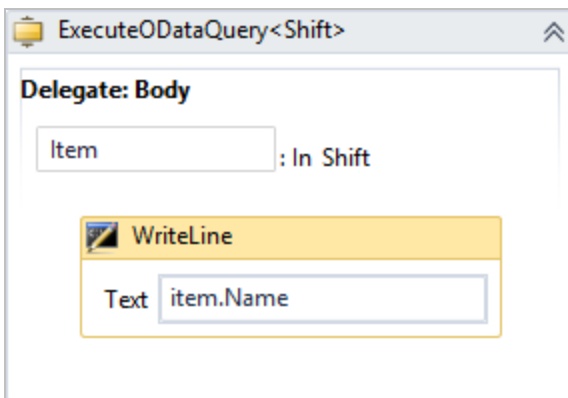 ExecuteODataQuery<Shift>
Delegate: Body
Item : In Shift
WriteLine
Text item.Name